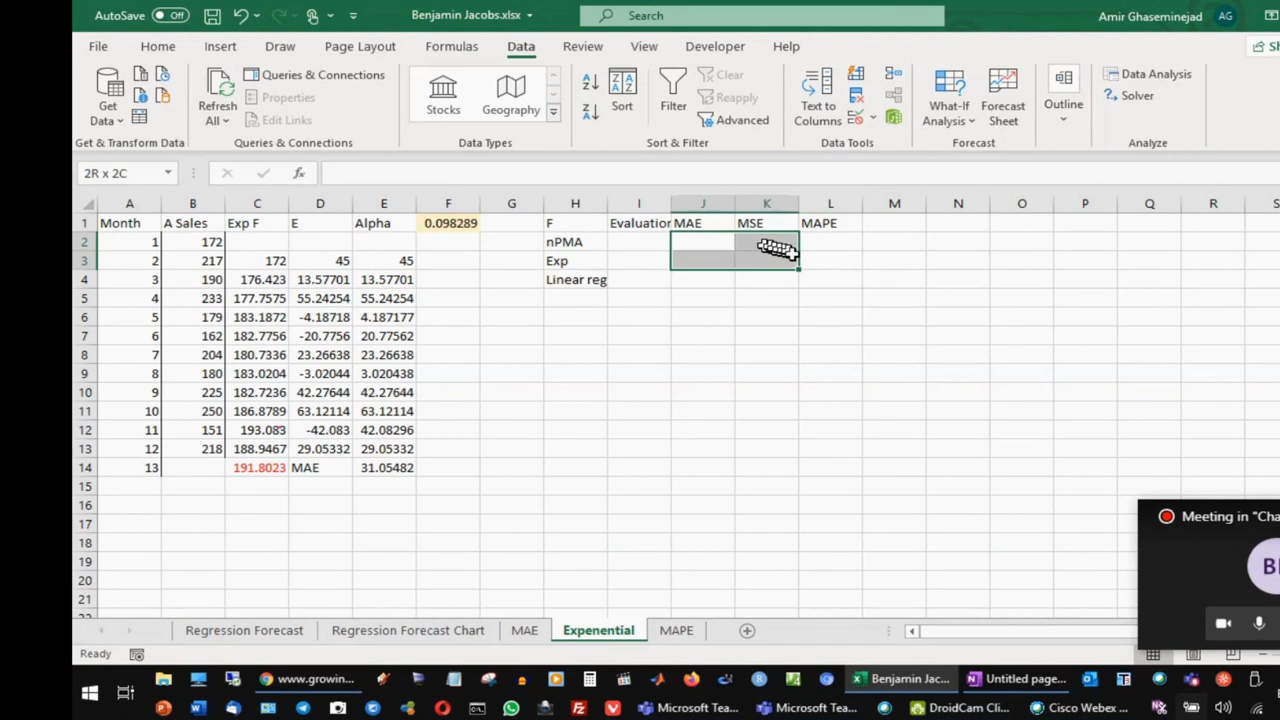 AutoSave Off Benjamin Jacobs.xlsx Search Amir Ghaseminejad AG
File Home Insert Draw Page Layout Formulas Data Review View Developer Help Sh
Get Data Refresh All Queries & Connections Properties Edit Links Stocks Geography Sort Filter Clear Reapply Advanced Text to Columns What-If Analysis Forecast Sheet Outline Data Analysis Solver
Get & Transform Data Queries & Connections Data Types Sort & Filter Data Tools Forecast Analyze
2R x 2C fx
A B C D E F G H I J K L M N O P Q R S
1 Month A Sales Exp F E Alpha 0.098289 F Evaluation MAE MSE MAPE
2 1 172 nPMA
3 2 217 172 45 45 Exp
4 3 190 176.423 13.57701 13.57701 Linear reg
5 4 233 177.7575 55.24254 55.24254
6 5 179 183.1872 -4.18718 4.187177
7 6 162 182.7756 -20.7756 20.77562
8 7 204 180.7336 23.26638 23.26638
9 8 180 183.0204 -3.02044 3.020438
10 9 225 182.7236 42.27644 42.27644
11 10 250 186.8789 63.12114 63.12114
12 11 151 193.083 -42.083 42.08296
13 12 218 188.9467 29.05332 29.05332
14 13 191.8023 MAE 31.05482
15
16
17
18
19
20
21
Meeting in "Cha
Regression Forecast Regression Forecast Chart MAE Expenential MAPE
Ready
www.growin... Benjamin Jac... Untitled page...
Microsoft Tea... Microsoft Tea... DroidCam Cli... Cisco Webex ...